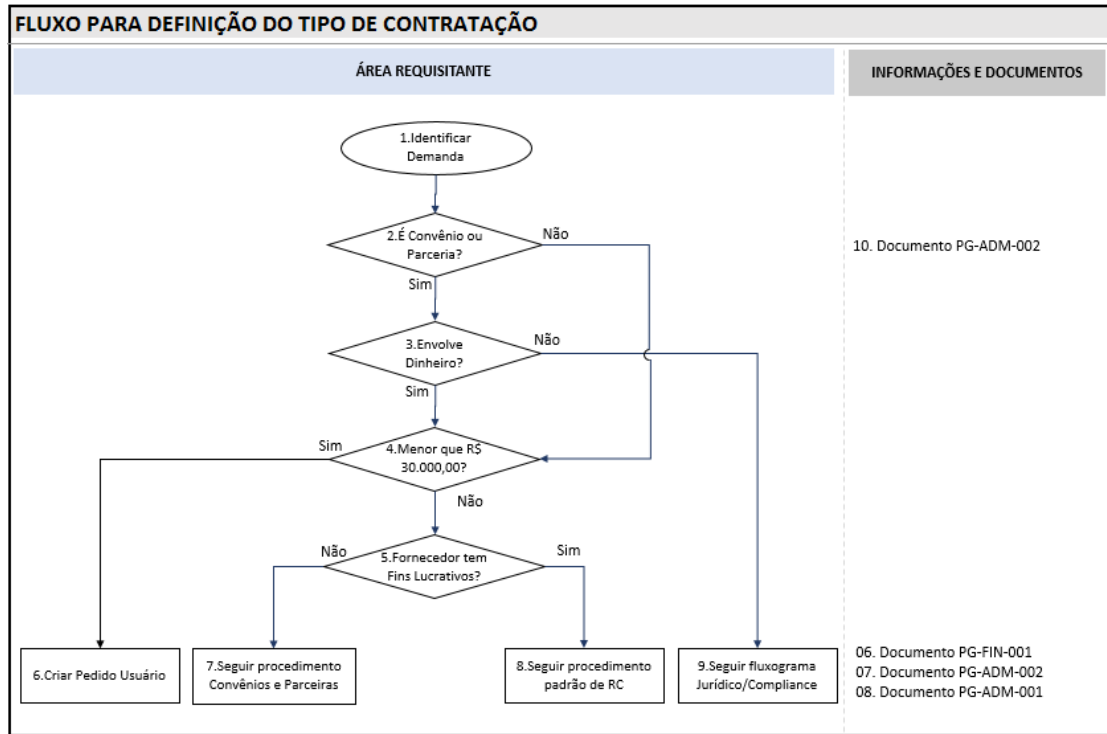 FLUXO PARA DEFINIÇÃO DO TIPO DE CONTRATAÇÃO
ÁREA REQUISITANTE
INFORMAÇÕES E DOCUMENTOS
1.Identificar
Demanda
2.É Convênio ou
Parceria?
Não
10. Documento PG-ADM-002
Sim
3.Envolve
Dinheiro?
Não
Sim
Sim
4.Menor que R$
30.000,00?
Não
Não
5.Fornecedor tem
Fins Lucrativos?
Sim
6.Criar Pedido Usuário
7.Seguir procedimento
Convênios e Parceiras
8.Seguir procedimento
padrão de RC
9.Seguir fluxograma
Jurídico/Compliance
06. Documento PG-FIN-001
07. Documento PG-ADM-002
08. Documento PG-ADM-001